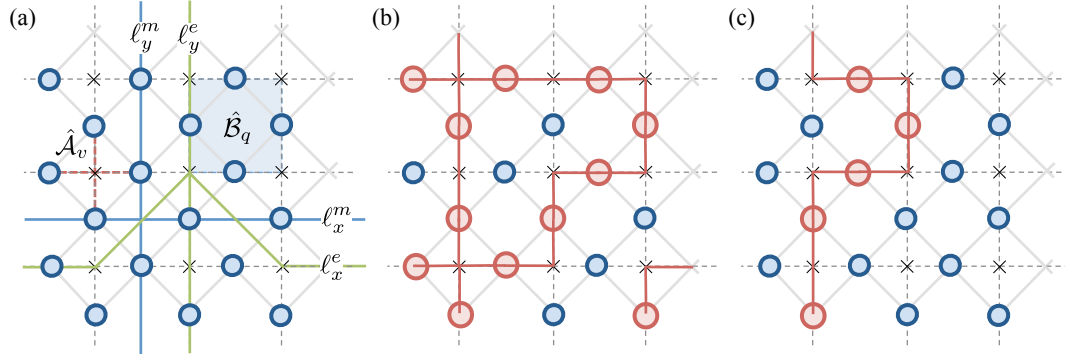 (a)
(b)
(c)
ℓ_y^m
ℓ_y^e
Â_v
B̂_q
ℓ_x^m
ℓ_x^e